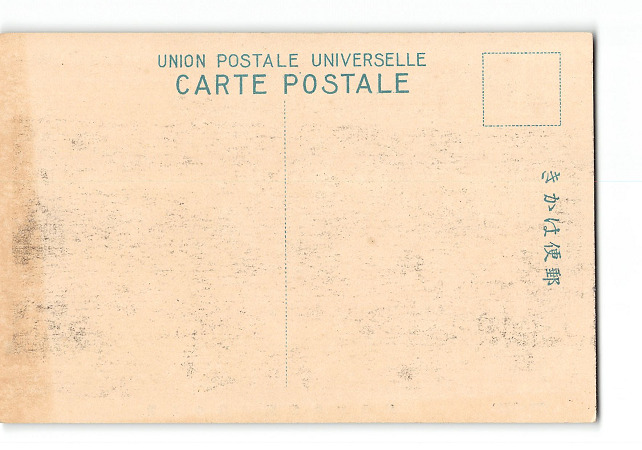 UNION POSTALE UNIVERSELLE
CARTE POSTALE
きかは便郵